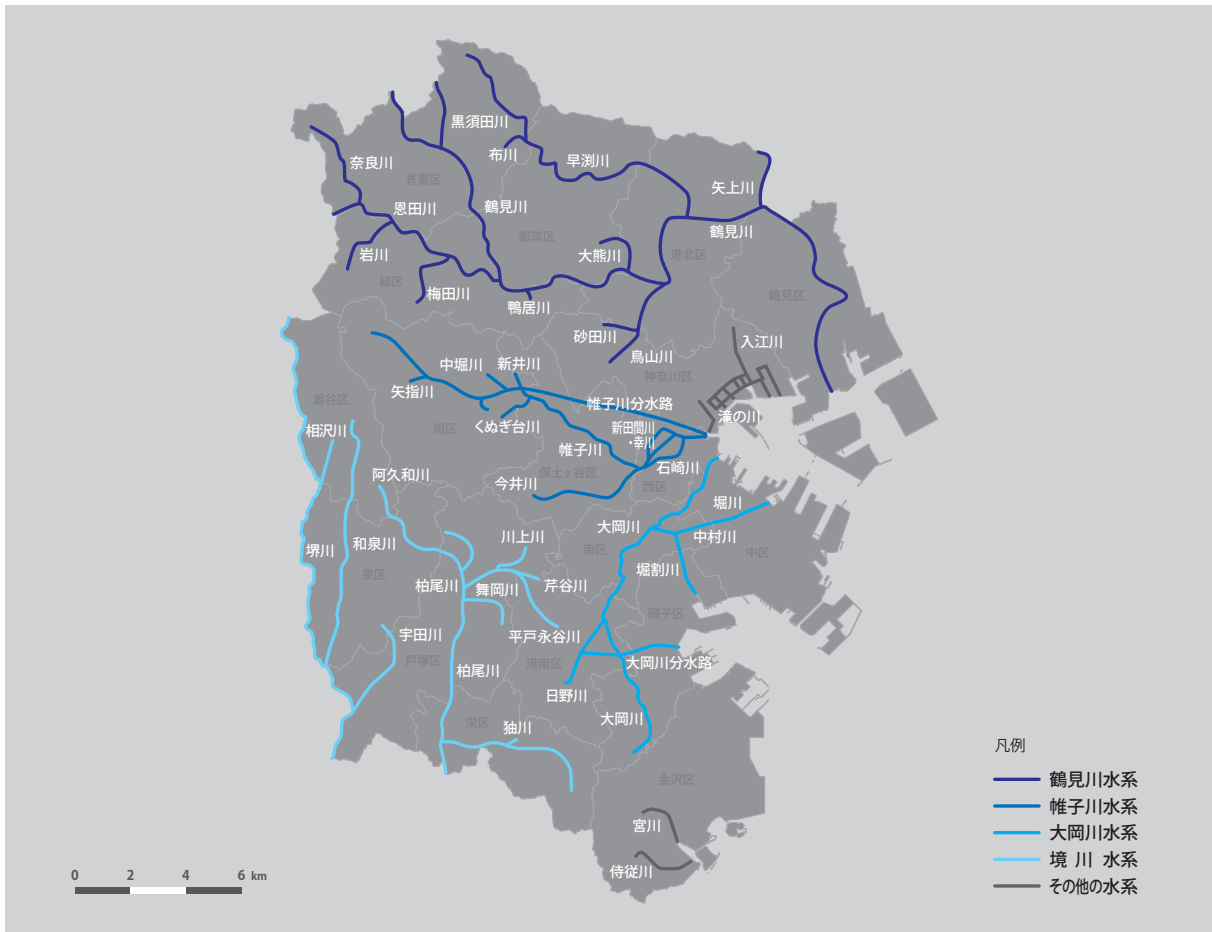 黒須田川
布川
早渕川
奈良川
青葉区
矢上川
恩田川
鶴見川
都筑区
鶴見川
岩川
大熊川
港北区
緑区
梅田川
鴨居川
鶴見区
砂田川
鳥山川
入江川
神奈川区
中堀川
新井川
矢指川
瀬谷区
帷子川分水路
滝の川
相沢川
旭区
くぬぎ台川
新田間川
・幸川
帷子川
石崎川
保土ヶ谷区
阿久和川
今井川
西区
堀川
大岡川
中村川
川上川
南区
中区
堺川
和泉川
泉区
堀割川
柏尾川
舞岡川
芹谷川
磯子区
宇田川
平戸永谷川
戸塚区
柏尾川
港南区
大岡川分水路
日野川
大岡川
栄区
狆川
金沢区
宮川
侍従川
凡例
鶴見川水系
帷子川水系
大岡川水系
境 川 水系
その他の水系
0 2 4 6 km